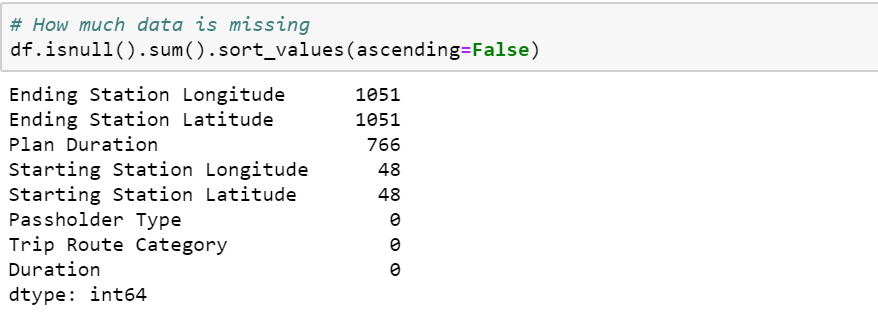 # How much data is missing
df.isnull().sum().sort_values(ascending=False)
Ending Station Longitude 1051
Ending Station Latitude 1051
Plan Duration 766
Starting Station Longitude 48
Starting Station Latitude 48
Passholder Type 0
Trip Route Category 0
Duration 0
dtype: int64